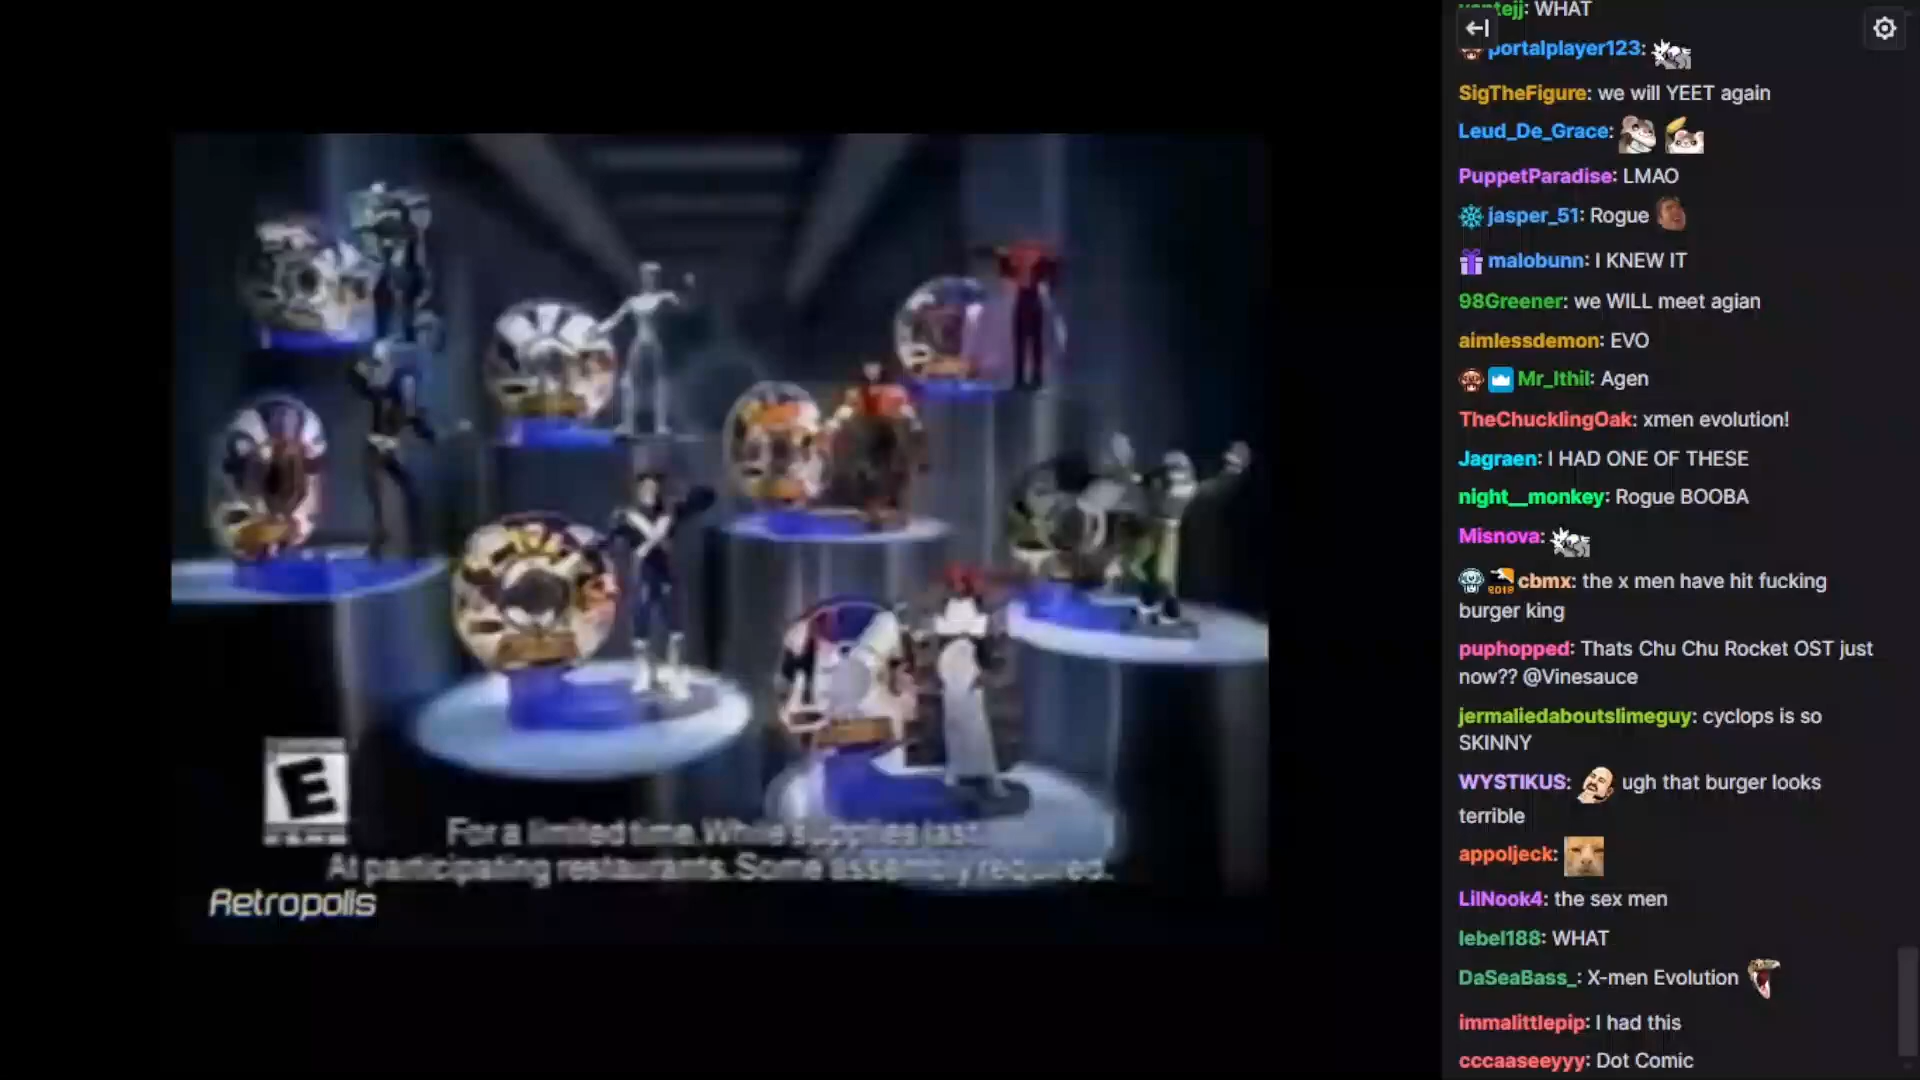 E
For a limited time. While supplies last.
At participating restaurants. Some assembly required.
Retropolis
yontejj: WHAT
portalplayer123:
SigTheFigure: we will YEET again
Leud_De_Grace:
PuppetParadise: LMAO
jasper_51: Rogue
malobunn: I KNEW IT
98Greener: we WILL meet agian
aimlessdemon: EVO
Mr_Ithil: Agen
TheChucklingOak: xmen evolution!
Jagraen: I HAD ONE OF THESE
night__monkey: Rogue BOOBA
Misnova:
cbmx: the x men have hit fucking
burger king
puphopped: Thats Chu Chu Rocket OST just
now?? @Vinesauce
jermaliedaboutslimeguy: cyclops is so
SKINNY
WYSTIKUS: ugh that burger looks
terrible
appoljeck:
LilNook4: the sex men
lebel188: WHAT
DaSeaBass_: X-men Evolution
immalittlepip: I had this
cccaaseeyyy: Dot Comic